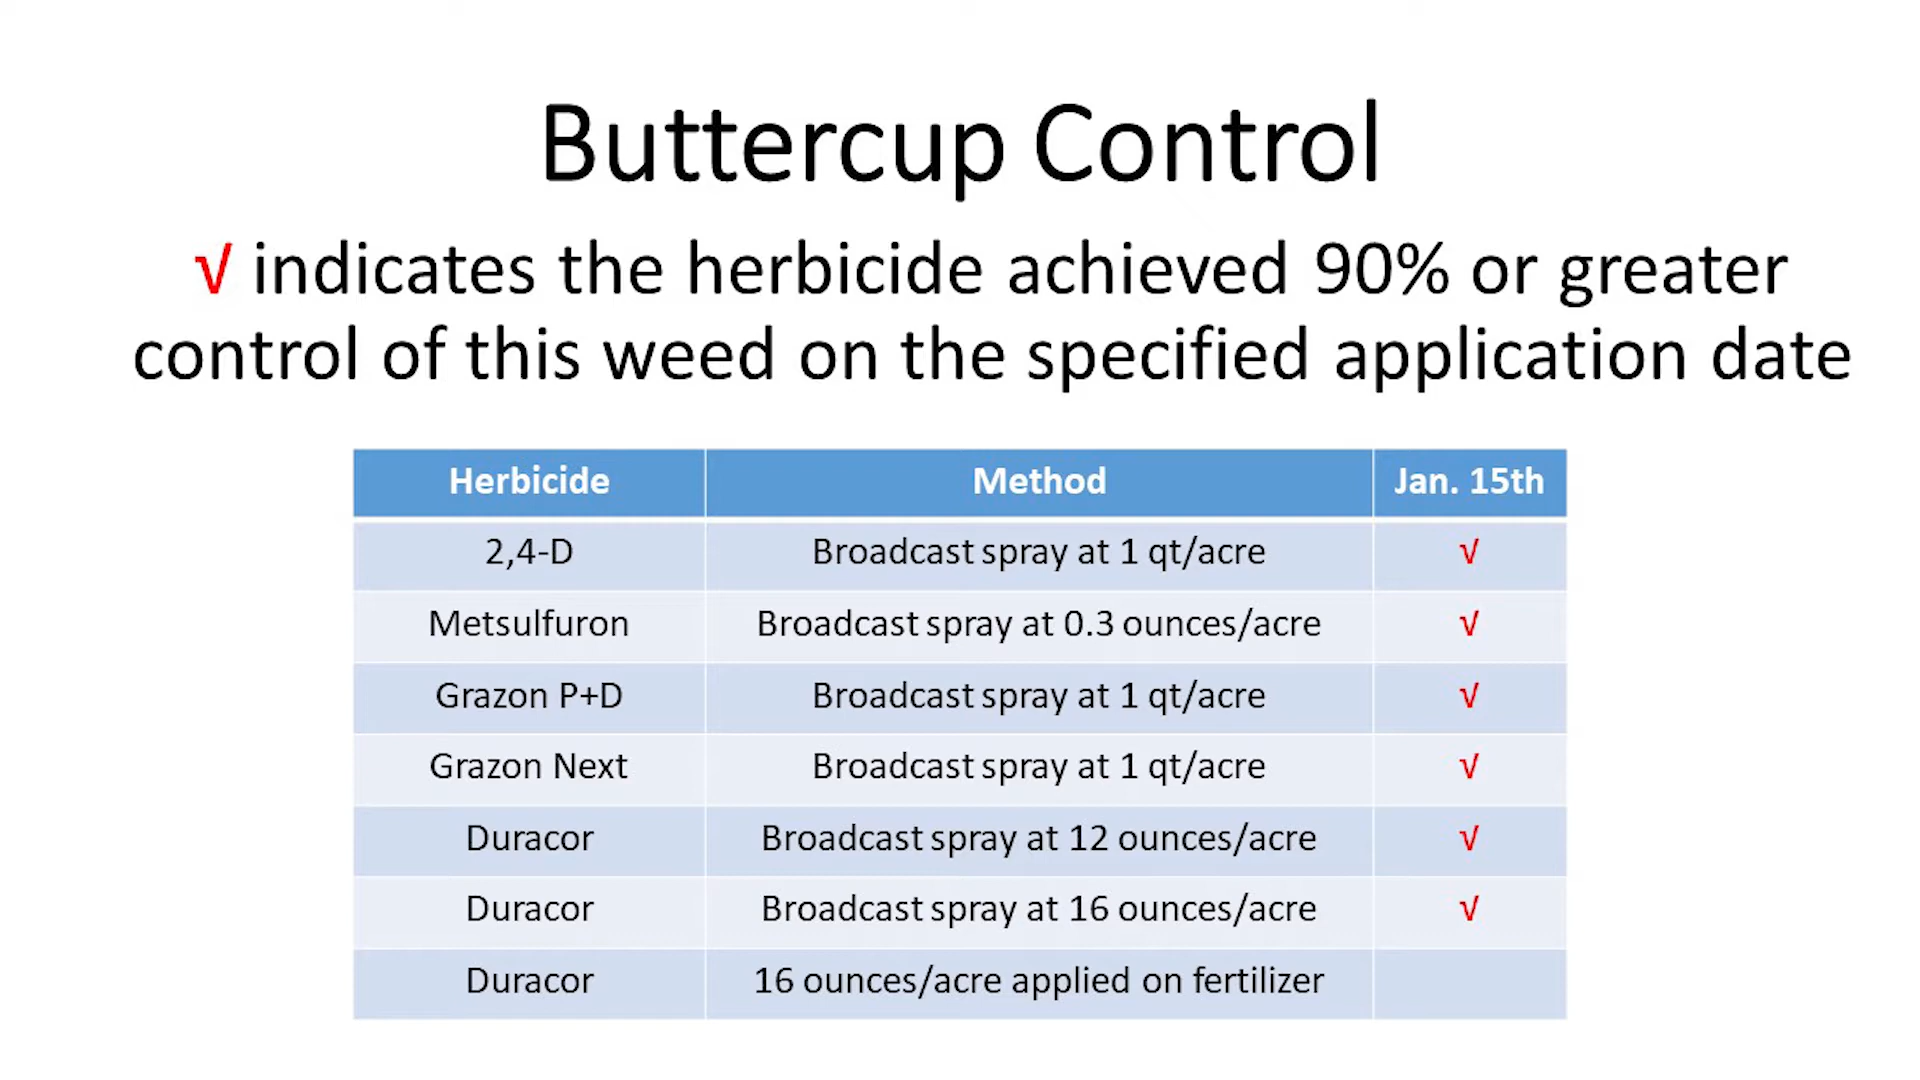 Buttercup Control
√ indicates the herbicide achieved 90% or greater
control of this weed on the specified application date
Herbicide Method Jan. 15th
2,4-D Broadcast spray at 1 qt/acre √
Metsulfuron Broadcast spray at 0.3 ounces/acre √
Grazon P+D Broadcast spray at 1 qt/acre √
Grazon Next Broadcast spray at 1 qt/acre √
Duracor Broadcast spray at 12 ounces/acre √
Duracor Broadcast spray at 16 ounces/acre √
Duracor 16 ounces/acre applied on fertilizer